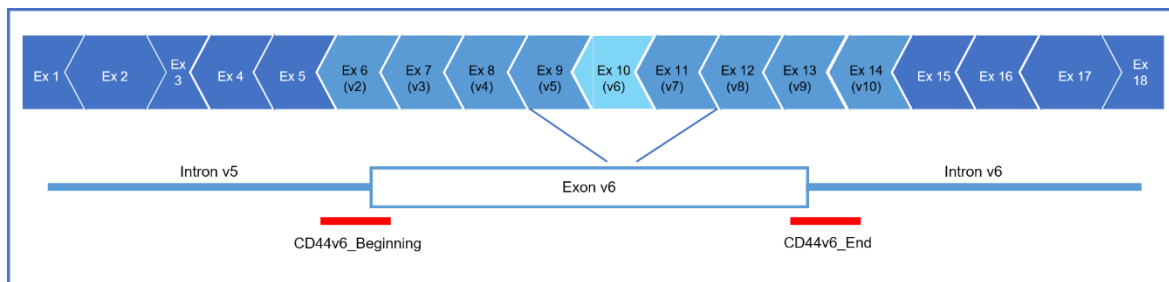 Ex 1
Ex 2
Ex
3
Ex 4
Ex 5
Ex 6
(v2)
Ex 7
(v3)
Ex 8
(v4)
Ex 9
(v5)
Ex 10
(v6)
Ex 11
(v7)
Ex 12
(v8)
Ex 13
(v9)
Ex 14
(v10)
Ex 15
Ex 16
Ex 17
Ex
18
Intron v5
Exon v6
Intron v6
CD44v6_Beginning
CD44v6_End